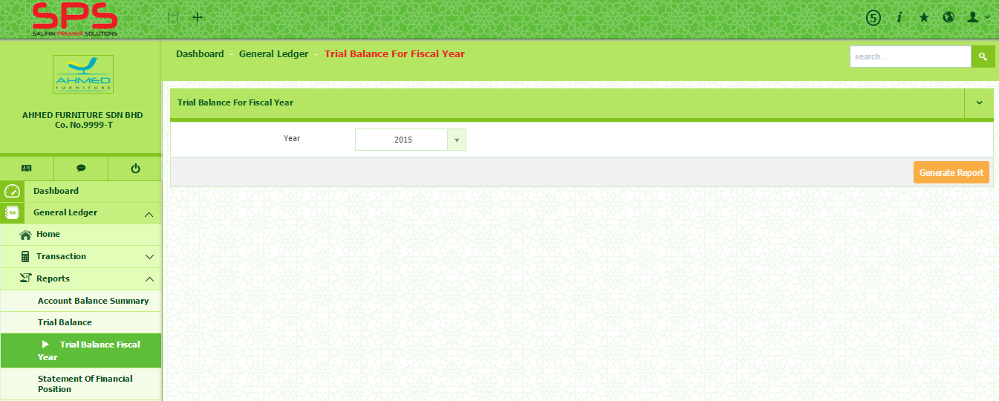 SPS
SALIHIN PREMIER SOLUTIONS
5
i
Dashboard - General Ledger - Trial Balance For Fiscal Year
search...
AHMED
FURNITURE
AHMED FURNITURE SDN BHD
Co. No.9999-T
Trial Balance For Fiscal Year
Year
2015
Generate Report
Dashboard
RM
General Ledger
Home
Transaction
Reports
Account Balance Summary
Trial Balance
Trial Balance Fiscal
Year
Statement Of Financial
Position